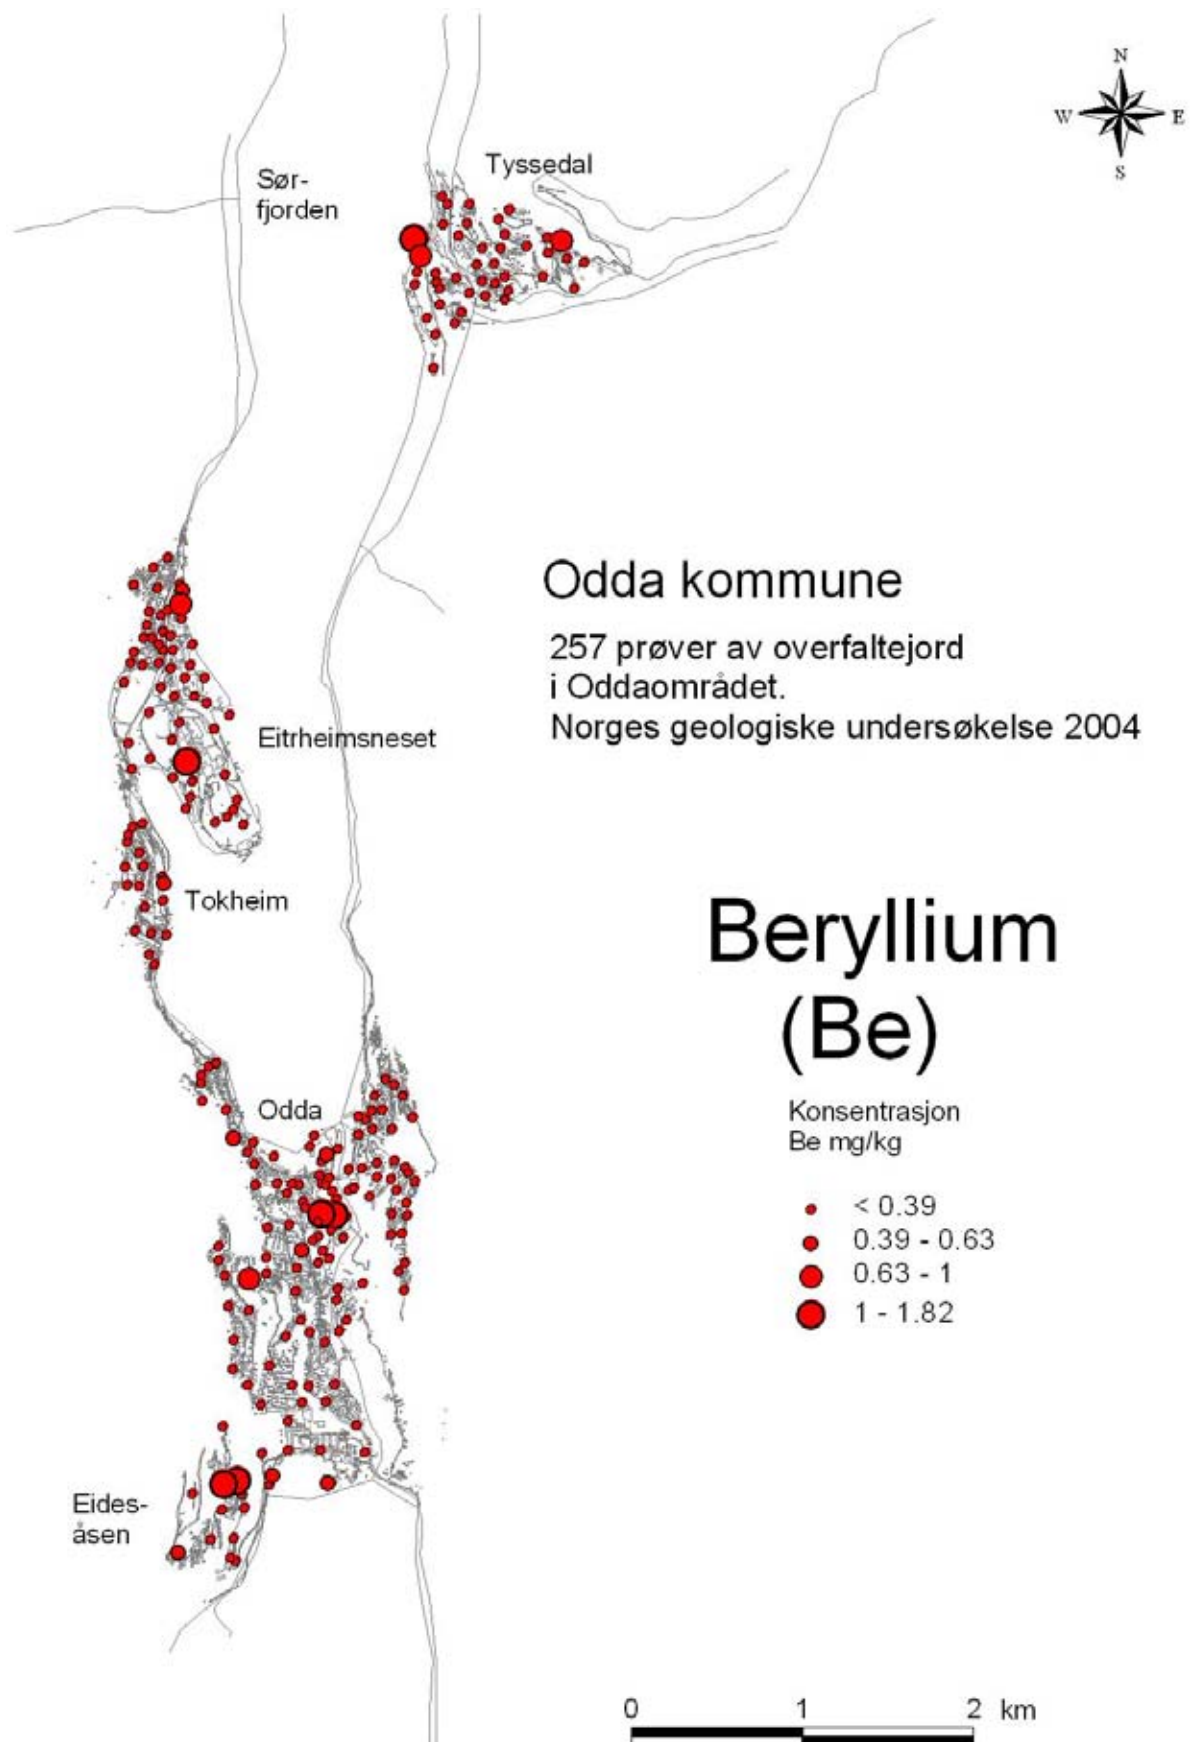 N
W E
S
Tyssedal
Sør-
fjorden
Odda kommune
257 prøver av overfaltejord
i Oddaområdet.
Norges geologiske undersøkelse 2004
Eitrheimsneset
Tokheim
Beryllium
(Be)
Konsentrasjon
Be mg/kg
< 0.39
0.39 - 0.63
0.63 - 1
1 - 1.82
Odda
Eides-
åsen
0 1 2 km